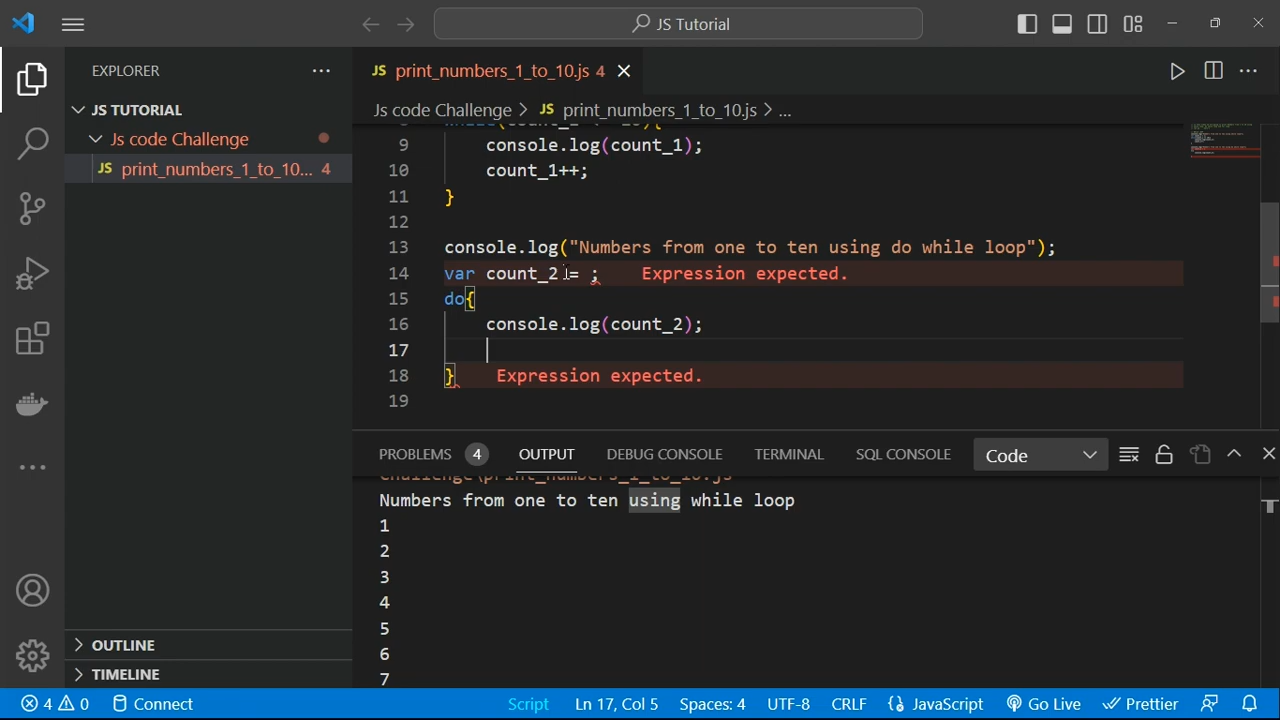 JS Tutorial
EXPLORER
JS TUTORIAL
Js code Challenge
JS print_numbers_1_to_10... 4
OUTLINE
TIMELINE
JS print_numbers_1_to_10.js 4
Js code Challenge > JS print_numbers_1_to_10.js > ...
9 console.log(count_1);
10 count_1++;
11 }
12
13 console.log("Numbers from one to ten using do while loop");
14 var count_2 = ; Expression expected.
15 do{
16 console.log(count_2);
17
18 } Expression expected.
19
PROBLEMS 4 OUTPUT DEBUG CONSOLE TERMINAL SQL CONSOLE Code
Numbers from one to ten using while loop
1
2
3
4
5
6
7
4 0 Connect Script Ln 17, Col 5 Spaces: 4 UTF-8 CRLF JavaScript Go Live Prettier